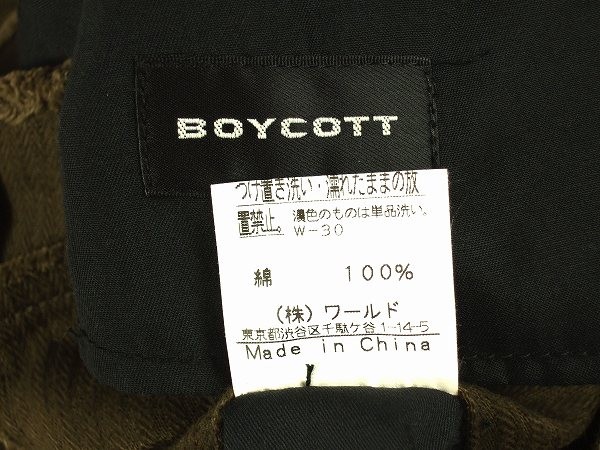 BOYCOTT
つけ置き洗い・濡れたままの放
置禁止。 濃色のものは単品洗い。
W-30
綿 100%
(株) ワールド
東京都渋谷区千駄ケ谷1-14-5
Made in China